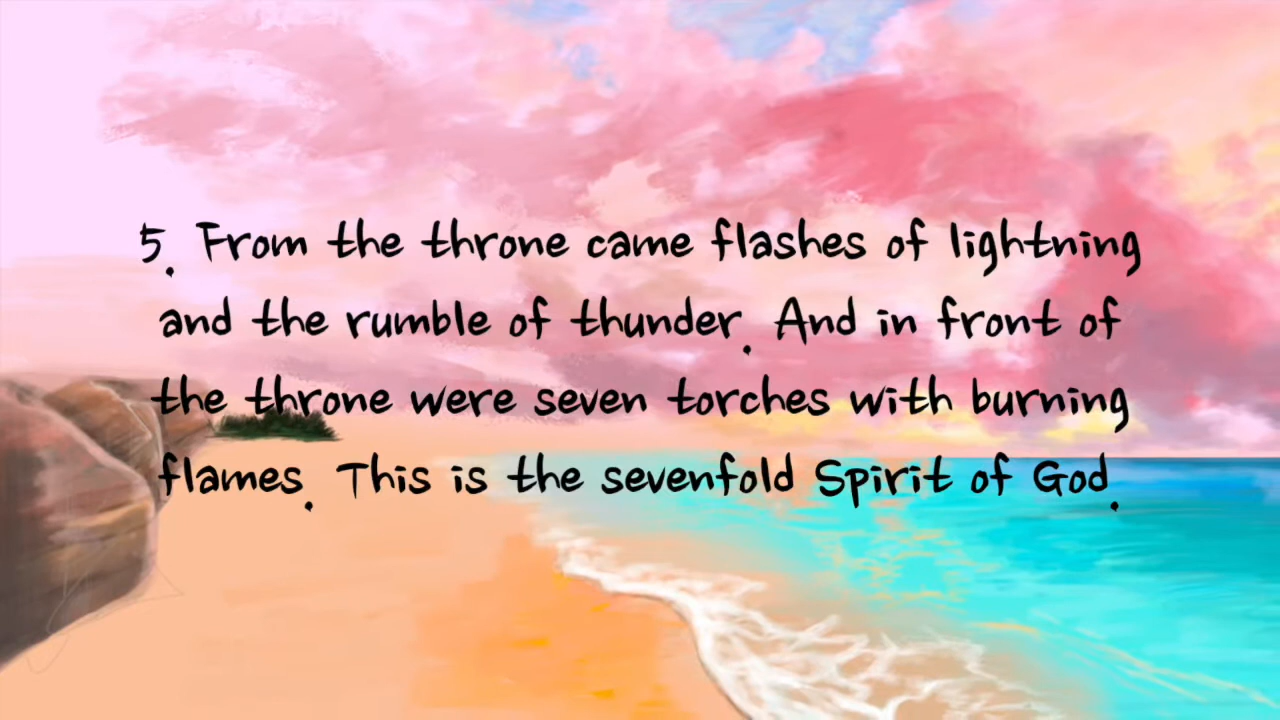 5. From the throne came flashes of lightning
and the rumble of thunder. And in front of
the throne were seven torches with burning
flames. This is the sevenfold Spirit of God.